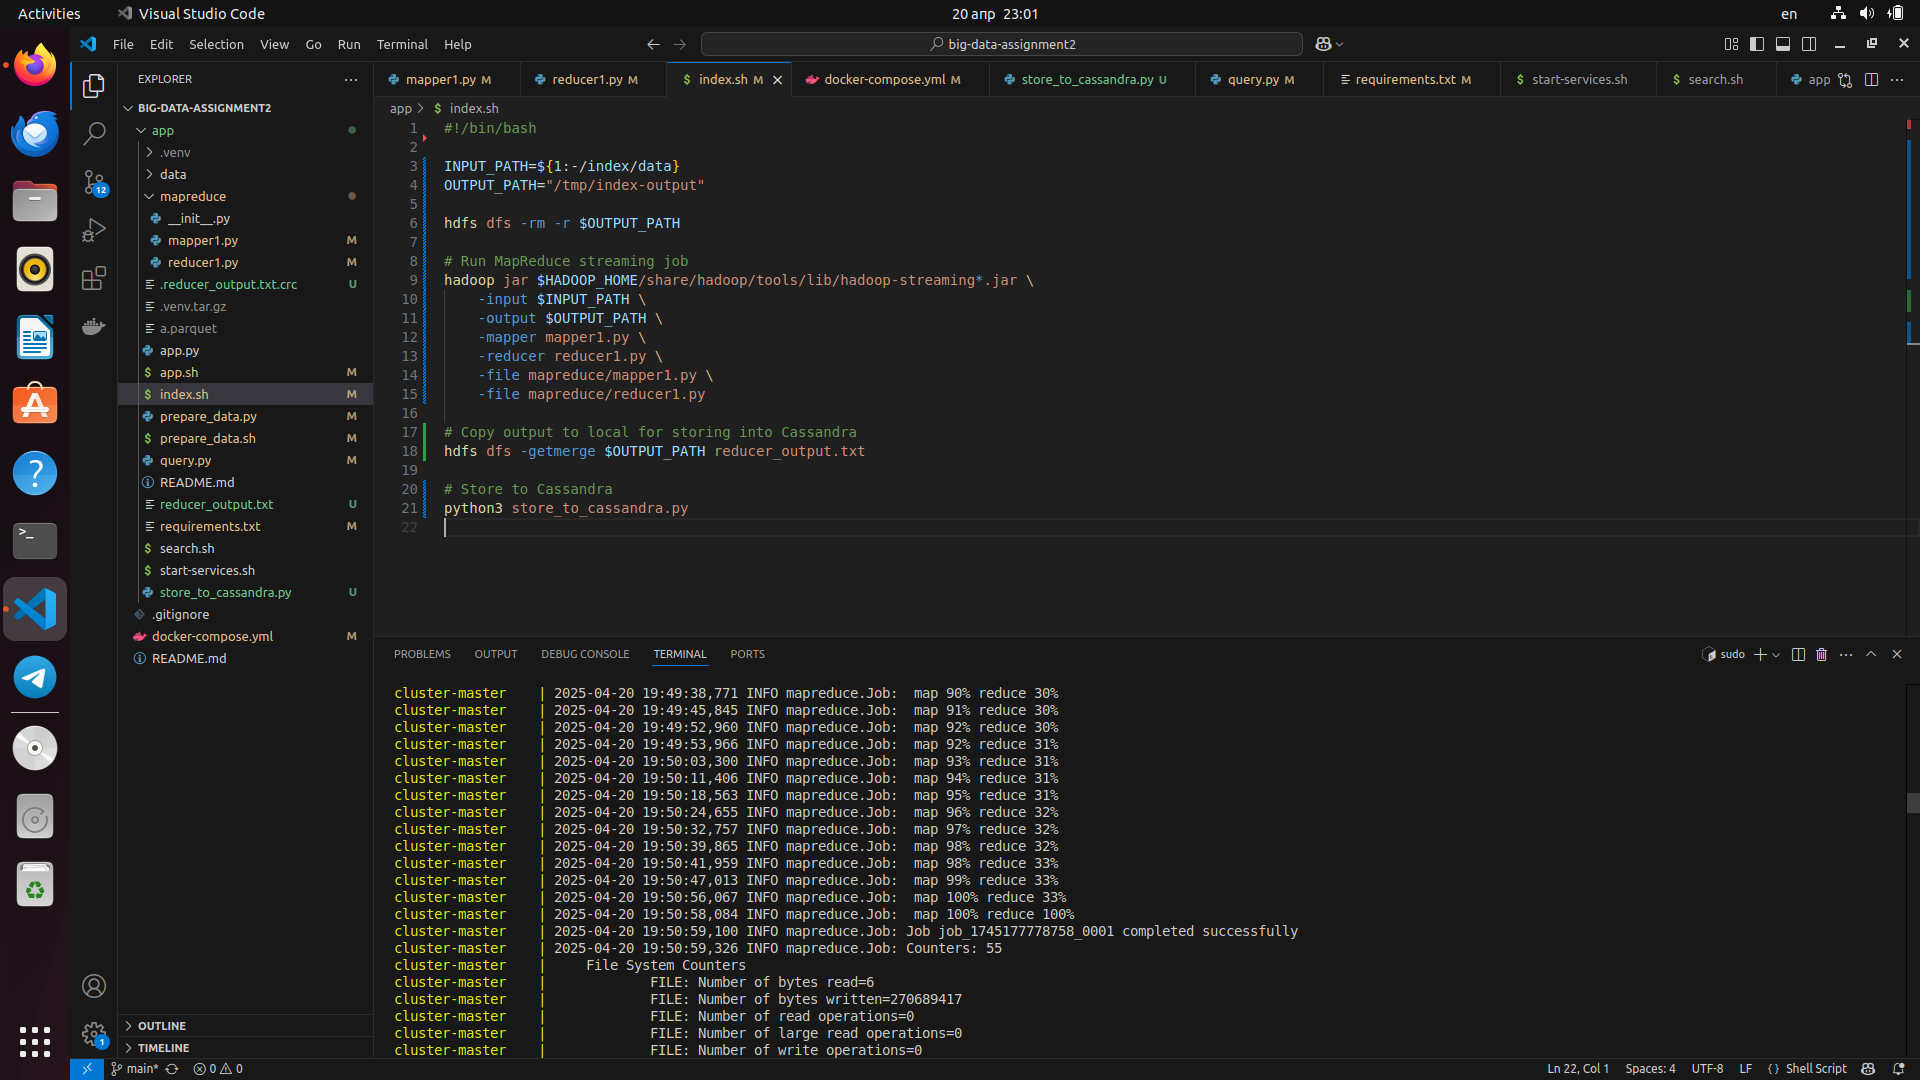 Activities
Visual Studio Code
20 апр 23:01
en
File Edit Selection View Go Run Terminal Help
big-data-assignment2
EXPLORER
mapper1.py M
reducer1.py M
$ index.sh M
docker-compose.yml M
store_to_cassandra.py U
query.py M
requirements.txt M
$ start-services.sh
$ search.sh
app
BIG-DATA-ASSIGNMENT2
app
.venv
data
mapreduce
__init__.py
mapper1.py M
reducer1.py M
.reducer_output.txt.crc U
.venv.tar.gz
a.parquet
app.py
$ app.sh M
$ index.sh M
prepare_data.py M
$ prepare_data.sh M
query.py M
README.md
reducer_output.txt U
requirements.txt M
$ search.sh
$ start-services.sh
store_to_cassandra.py U
.gitignore
docker-compose.yml M
README.md
OUTLINE
TIMELINE
12
1
app > $ index.sh
1 #!/bin/bash
2
3 INPUT_PATH=${1:-/index/data}
4 OUTPUT_PATH="/tmp/index-output"
5
6 hdfs dfs -rm -r $OUTPUT_PATH
7
8 # Run MapReduce streaming job
9 hadoop jar $HADOOP_HOME/share/hadoop/tools/lib/hadoop-streaming*.jar \
10 -input $INPUT_PATH \
11 -output $OUTPUT_PATH \
12 -mapper mapper1.py \
13 -reducer reducer1.py \
14 -file mapreduce/mapper1.py \
15 -file mapreduce/reducer1.py
16
17 # Copy output to local for storing into Cassandra
18 hdfs dfs -getmerge $OUTPUT_PATH reducer_output.txt
19
20 # Store to Cassandra
21 python3 store_to_cassandra.py
22
PROBLEMS OUTPUT DEBUG CONSOLE TERMINAL PORTS
sudo
cluster-master | 2025-04-20 19:49:38,771 INFO mapreduce.Job: map 90% reduce 30%
cluster-master | 2025-04-20 19:49:45,845 INFO mapreduce.Job: map 91% reduce 30%
cluster-master | 2025-04-20 19:49:52,960 INFO mapreduce.Job: map 92% reduce 30%
cluster-master | 2025-04-20 19:49:53,966 INFO mapreduce.Job: map 92% reduce 31%
cluster-master | 2025-04-20 19:50:03,300 INFO mapreduce.Job: map 93% reduce 31%
cluster-master | 2025-04-20 19:50:11,406 INFO mapreduce.Job: map 94% reduce 31%
cluster-master | 2025-04-20 19:50:18,563 INFO mapreduce.Job: map 95% reduce 31%
cluster-master | 2025-04-20 19:50:24,655 INFO mapreduce.Job: map 96% reduce 32%
cluster-master | 2025-04-20 19:50:32,757 INFO mapreduce.Job: map 97% reduce 32%
cluster-master | 2025-04-20 19:50:39,865 INFO mapreduce.Job: map 98% reduce 32%
cluster-master | 2025-04-20 19:50:41,959 INFO mapreduce.Job: map 98% reduce 33%
cluster-master | 2025-04-20 19:50:47,013 INFO mapreduce.Job: map 99% reduce 33%
cluster-master | 2025-04-20 19:50:56,067 INFO mapreduce.Job: map 100% reduce 33%
cluster-master | 2025-04-20 19:50:58,084 INFO mapreduce.Job: map 100% reduce 100%
cluster-master | 2025-04-20 19:50:59,100 INFO mapreduce.Job: Job job_1745177778758_0001 completed successfully
cluster-master | 2025-04-20 19:50:59,326 INFO mapreduce.Job: Counters: 55
cluster-master | File System Counters
cluster-master | FILE: Number of bytes read=6
cluster-master | FILE: Number of bytes written=270689417
cluster-master | FILE: Number of read operations=0
cluster-master | FILE: Number of large read operations=0
cluster-master | FILE: Number of write operations=0
main* 0 0
Ln 22, Col 1 Spaces: 4 UTF-8 LF {} Shell Script